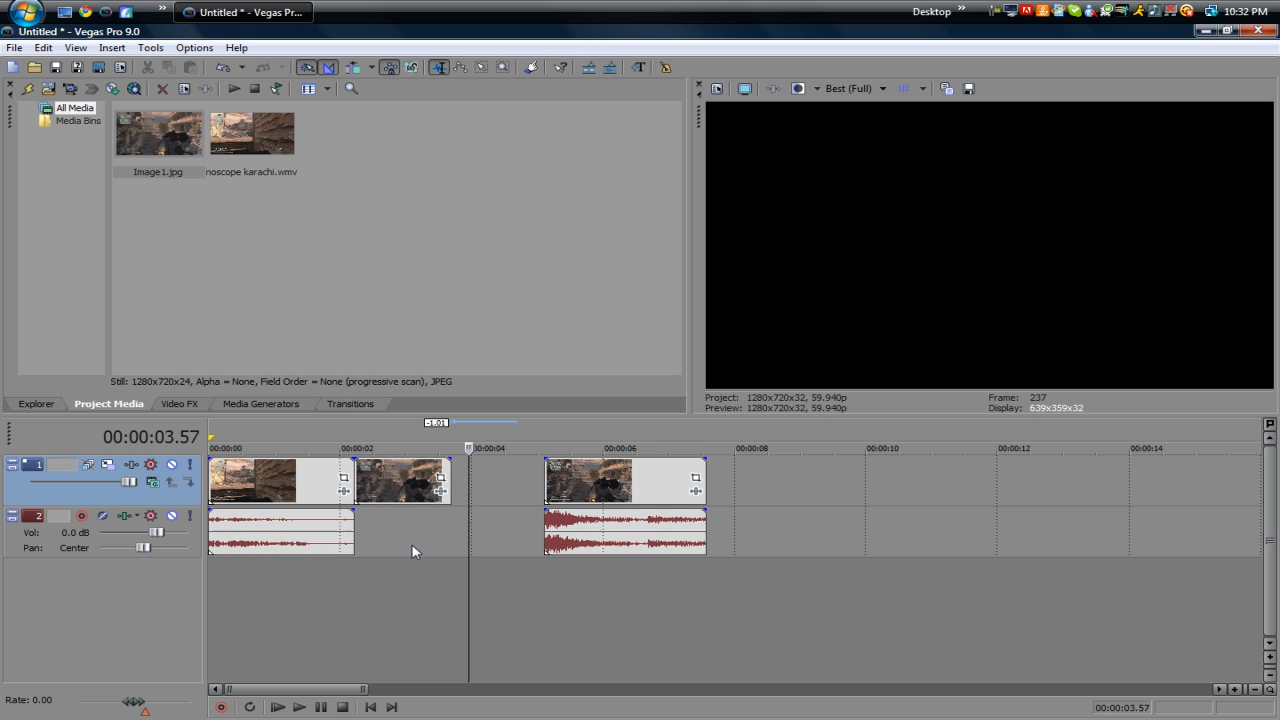 Untitled * - Vegas Pr...
Desktop
10:32 PM
Untitled * - Vegas Pro 9.0
File Edit View Insert Tools Options Help
All Media
Media Bins
Best (Full)
Image1.jpg
noscope karachi.wmv
Still: 1280x720x24, Alpha = None, Field Order = None (progressive scan), JPEG
Explorer Project Media Video FX Media Generators Transitions
Project: 1280x720x32, 59.940p
Frame: 237
Preview: 1280x720x32, 59.940p
Display: 639x359x32
-1.01
00:00:03.57
00:00:00 00:00:02 00:00:04 00:00:06 00:00:08 00:00:10 00:00:12 00:00:14
1
2
Vol: 0.0 dB
Pan: Center
Rate: 0.00
00:00:03.57